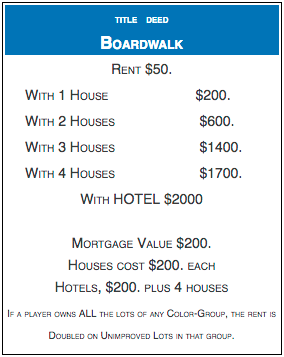 TITLE DEED
BOARDWALK
RENT $50.
WITH 1 HOUSE $200.
WITH 2 HOUSES $600.
WITH 3 HOUSES $1400.
WITH 4 HOUSES $1700.
WITH HOTEL $2000
MORTGAGE VALUE $200.
HOUSES COST $200. EACH
HOTELS, $200. PLUS 4 HOUSES
IF A PLAYER OWNS ALL THE LOTS OF ANY COLOR-GROUP, THE RENT IS
DOUBLED ON UNIMPROVED LOTS IN THAT GROUP.